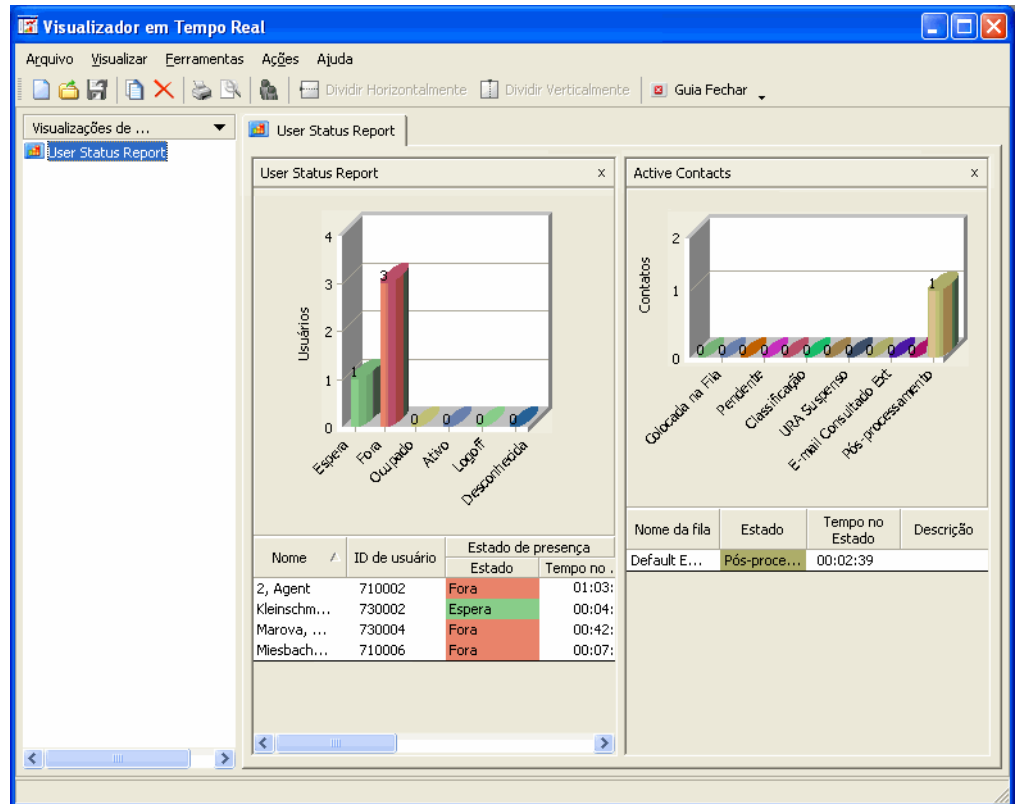 Visualizador em Tempo Real
Arquivo Visualizar Ferramentas Ações Ajuda
Dividir Horizontalmente Dividir Verticalmente Guia Fechar
Visualizações de ...
User Status Report
User Status Report
User Status Report x
Usuários
4
3
2
1
0
1
3
0
0
0
0
Espera
Fora
Ocupado
Ativo
Logoff
Desconhecida
Nome ID de usuário Estado de presença
Estado Tempo no .
2, Agent 710002 Fora 01:03:
Kleinschm... 730002 Espera 00:04:
Marova, ... 730004 Fora 00:42:
Miesbach... 710006 Fora 00:07:
Active Contacts x
Contatos
2
1
0
0 0 0 0 0 0 0 0 0 0 0 1
Colocada na Fila
Pendente
Classificação
URA Suspenso
E-mail Consultado Ext
Pós-processamento
Nome da fila Estado Tempo no Estado Descrição
Default E... Pós-proce... 00:02:39